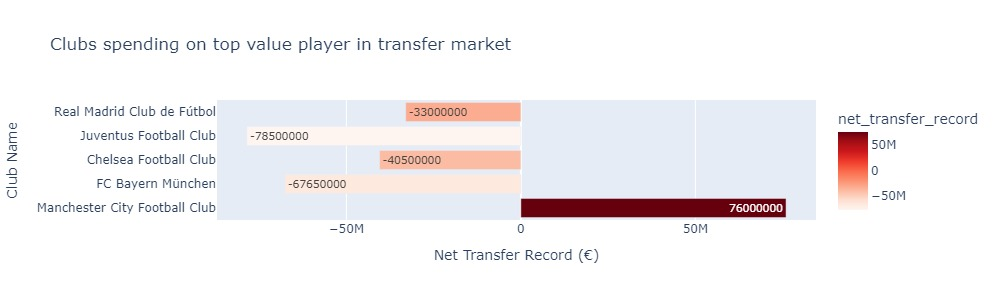 Clubs spending on top value player in transfer market
Club Name
Real Madrid Club de Fútbol
-33000000
Juventus Football Club
-78500000
Chelsea Football Club
-40500000
FC Bayern München
-67650000
Manchester City Football Club
76000000
−50M
0
50M
Net Transfer Record (€)
net_transfer_record
50M
0
−50M